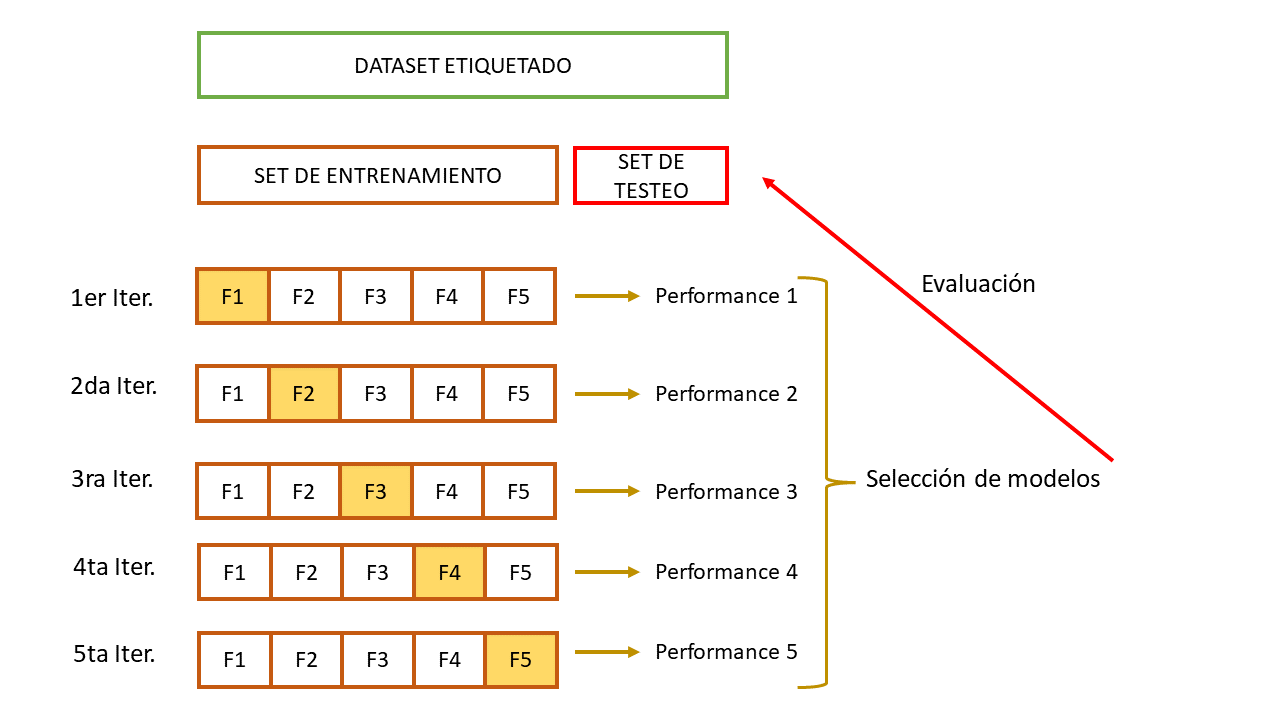 DATASET ETIQUETADO
SET DE ENTRENAMIENTO
SET DE
TESTEO
Evaluación
1er Iter.
F1 F2 F3 F4 F5
Performance 1
2da Iter.
F1 F2 F3 F4 F5
Performance 2
3ra Iter.
F1 F2 F3 F4 F5
Performance 3
Selección de modelos
4ta Iter.
F1 F2 F3 F4 F5
Performance 4
5ta Iter.
F1 F2 F3 F4 F5
Performance 5